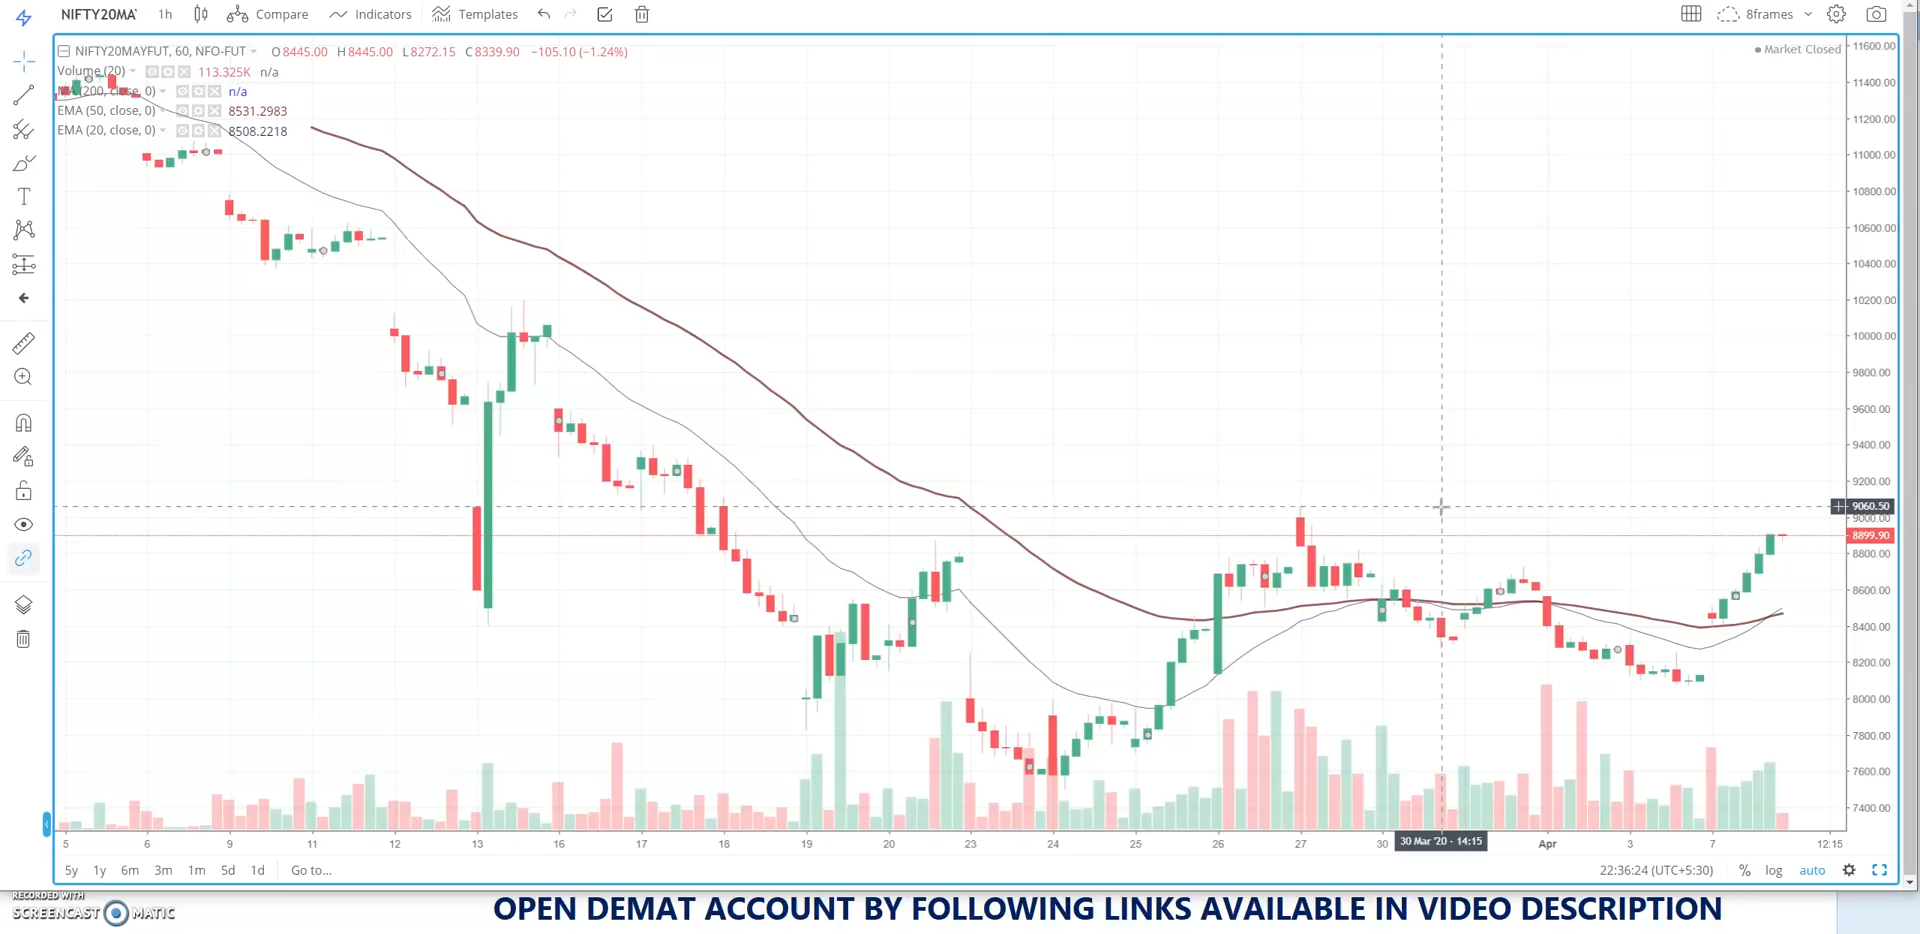 NIFTY20MA
1h
Compare
Indicators
Templates
8frames
NIFTY20MAYFUT, 60, NFO-FUT
O8445.00 H8445.00 L8272.15 C8339.90 −105.10 (−1.24%)
Market Closed
Volume (20) 113.325K n/a
MA (200, close, 0) n/a
EMA (50, close, 0) 8531.2983
EMA (20, close, 0) 8508.2218
11600.00
11400.00
11200.00
11000.00
10800.00
10600.00
10400.00
10200.00
10000.00
9800.00
9600.00
9400.00
9200.00
9060.50
9000.00
8899.90
8800.00
8600.00
8400.00
8200.00
8000.00
7800.00
7600.00
7400.00
5 6 9 11 12 13 16 17 18 19 20 23 24 25 26 27 30 30 Mar '20 - 14:15 Apr 3 7 12:15
5y 1y 6m 3m 1m 5d 1d Go to... 22:36:24 (UTC+5:30) % log auto
RECORDED WITH
SCREENCAST MATIC
OPEN DEMAT ACCOUNT BY FOLLOWING LINKS AVAILABLE IN VIDEO DESCRIPTION